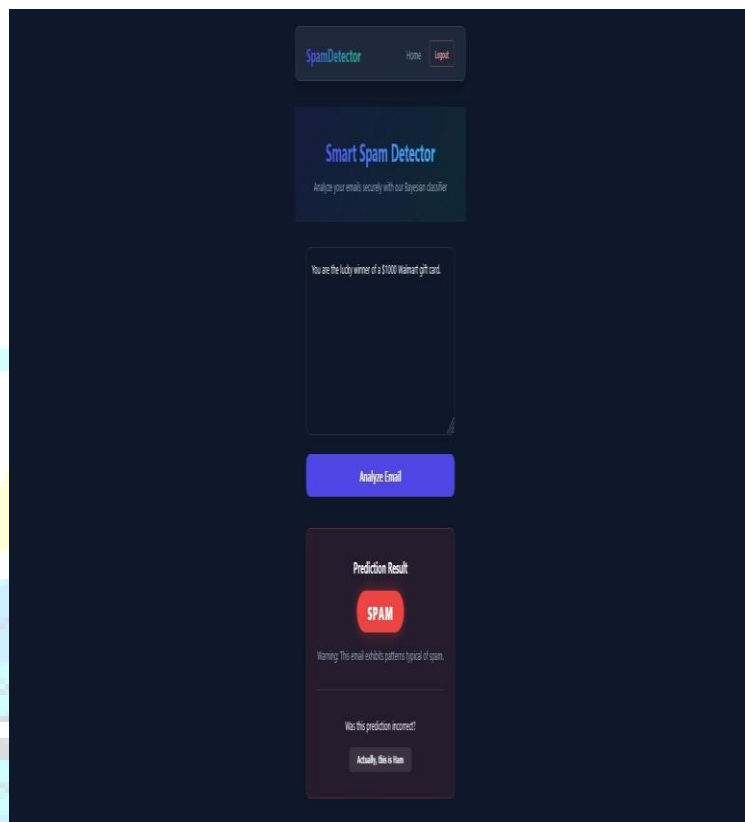 SpamDetector
Home
Logout
Smart Spam Detector
Analyze your emails securely with our Bayesian classifier
You are the lucky winner of a $1000 Walmart gift card.
Analyze Email
Prediction Result
SPAM
Warning: This email exhibits patterns typical of spam.
Was this prediction incorrect?
Actually, this is Ham